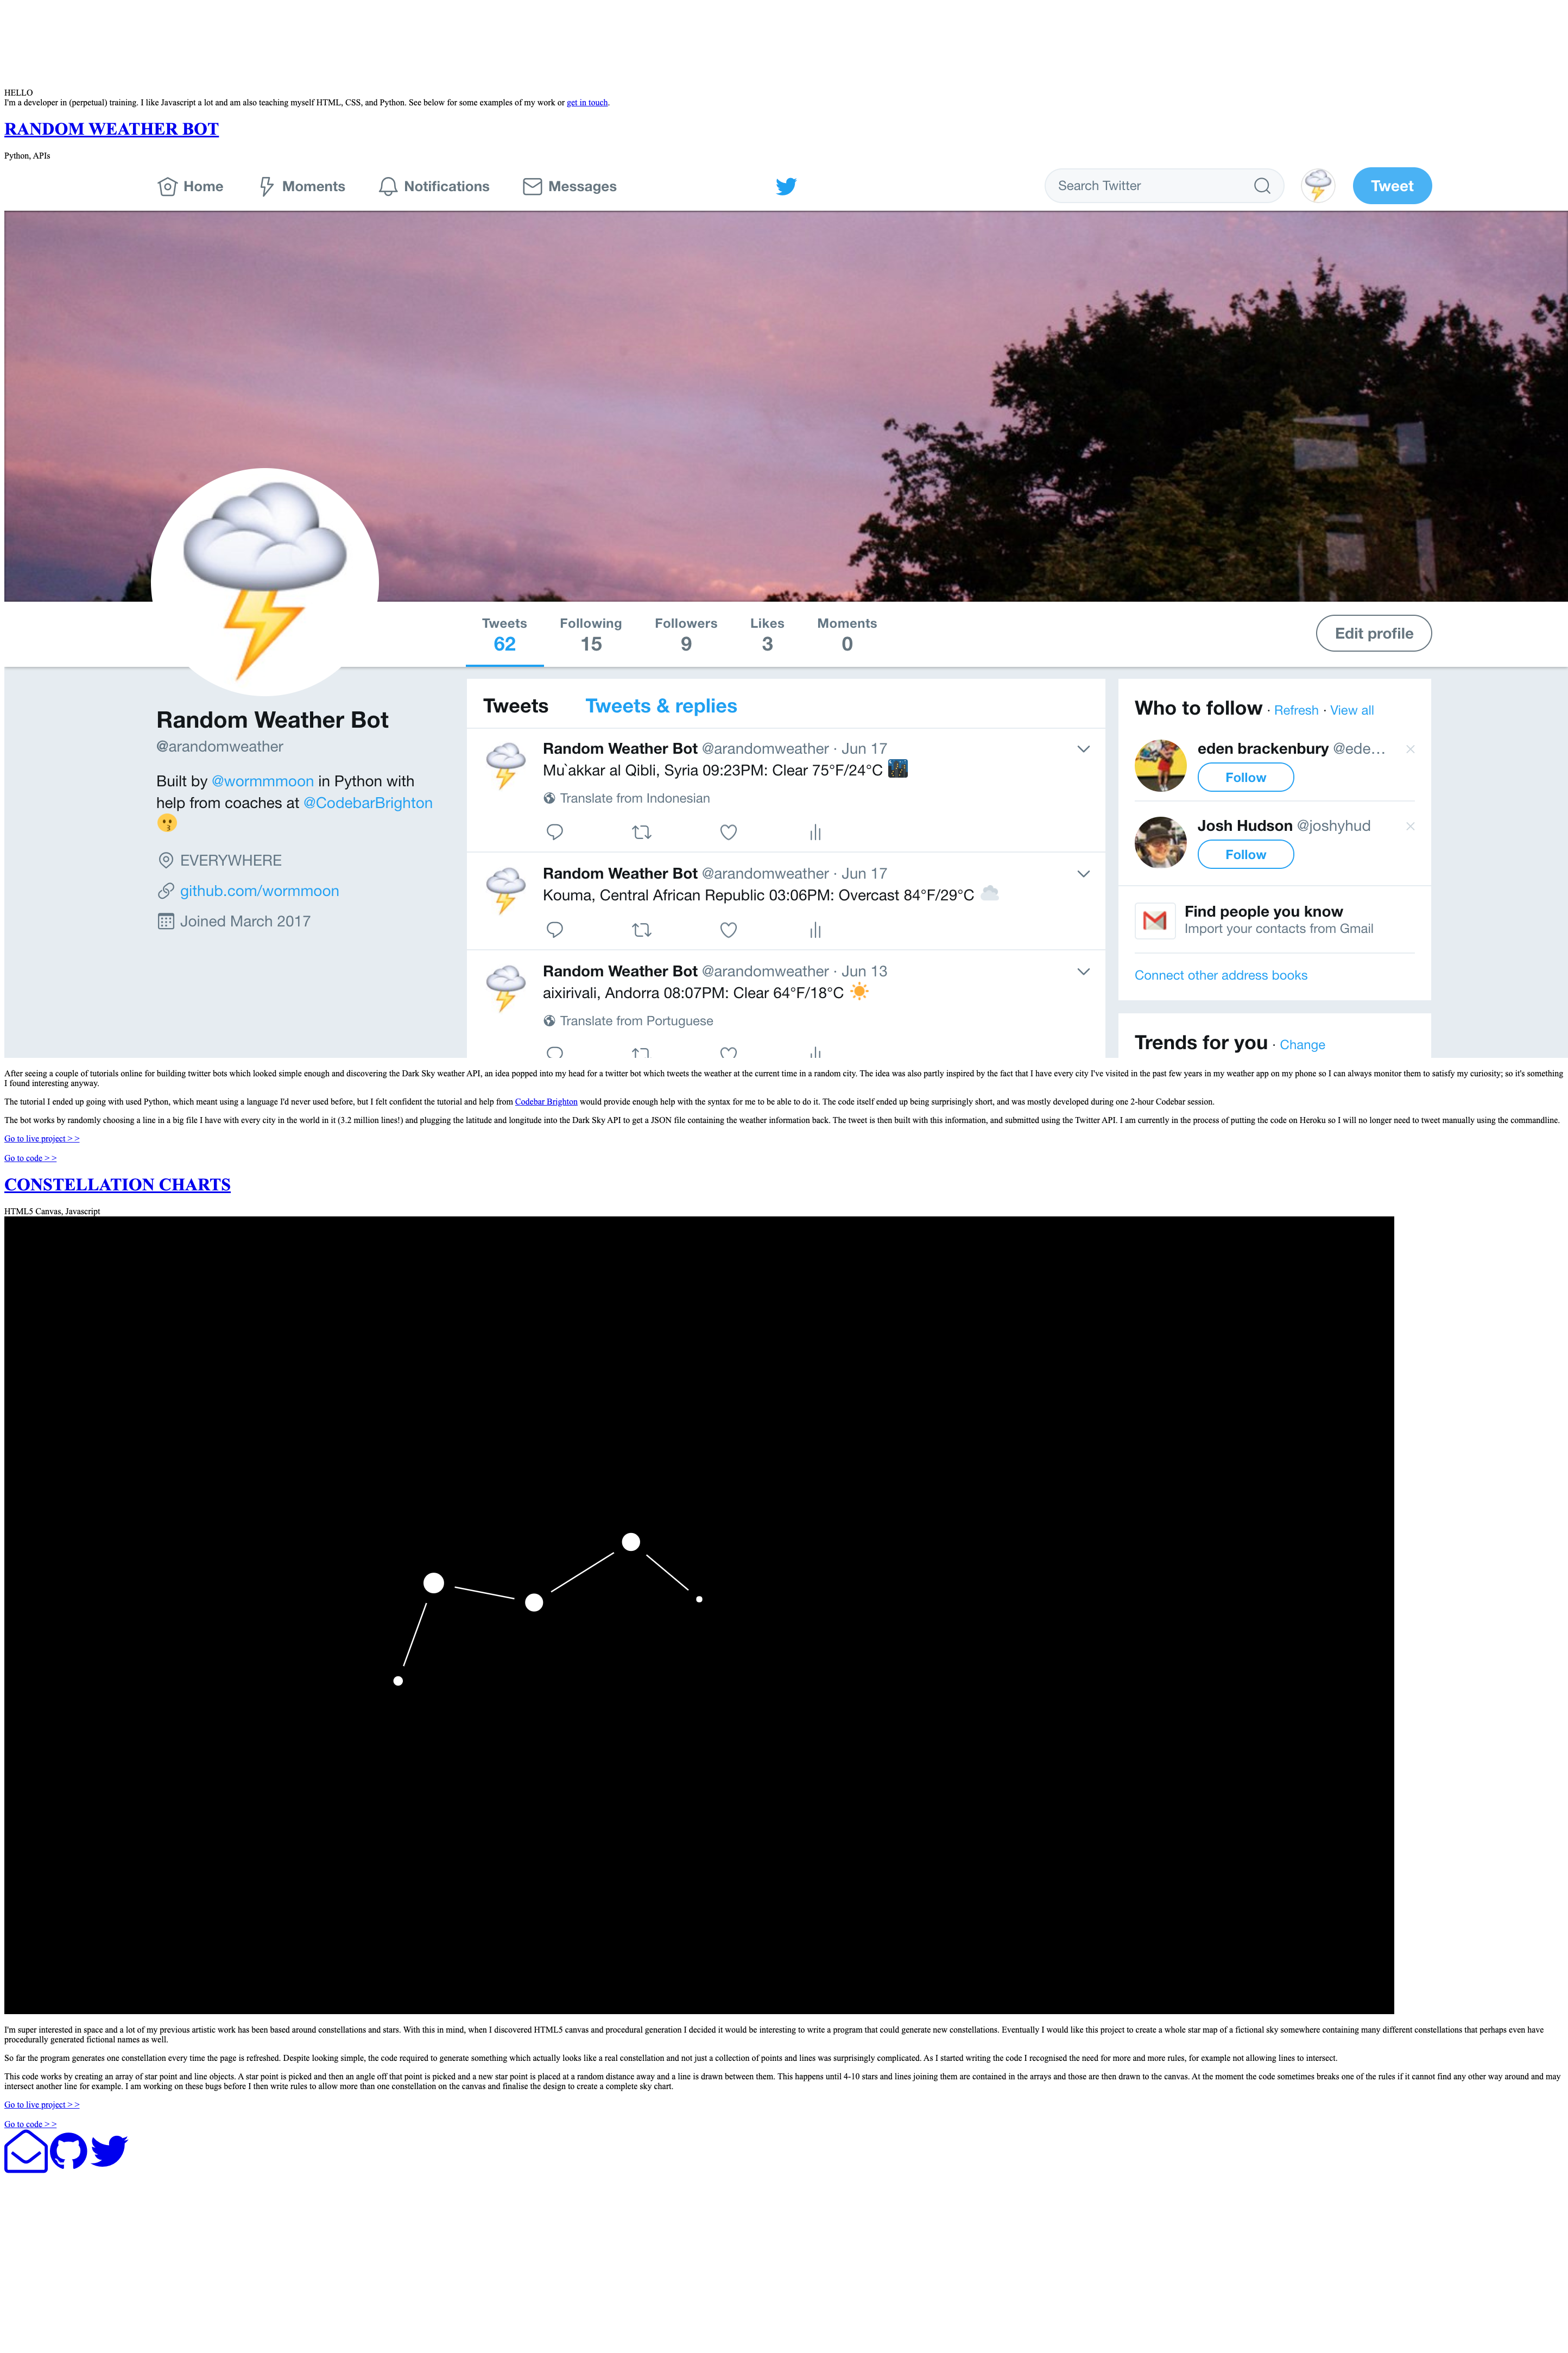 HELLO
I'm a developer in (perpetual) training. I like Javascript a lot and am also teaching myself HTML, CSS, and Python. See below for some examples of my work or get in touch.
RANDOM WEATHER BOT
Python, APIs
Home Moments Notifications Messages Search Twitter Tweet
Tweets Following Followers Likes Moments
62 15 9 3 0
Edit profile
Random Weather Bot
@arandomweather
Built by @wormmmoon in Python with
help from coaches at @CodebarBrighton
EVERYWHERE
github.com/wormmoon
Joined March 2017
Tweets Tweets & replies
Random Weather Bot @arandomweather · Jun 17
Mu`akkar al Qibli, Syria 09:23PM: Clear 75°F/24°C
Translate from Indonesian
Random Weather Bot @arandomweather · Jun 17
Kouma, Central African Republic 03:06PM: Overcast 84°F/29°C
Random Weather Bot @arandomweather · Jun 13
aixirivali, Andorra 08:07PM: Clear 64°F/18°C
Translate from Portuguese
Who to follow · Refresh · View all
eden brackenbury @ede...
Follow
Josh Hudson @joshyhud
Follow
Find people you know
Import your contacts from Gmail
Connect other address books
Trends for you · Change
After seeing a couple of tutorials online for building twitter bots which looked simple enough and discovering the Dark Sky weather API, an idea popped into my head for a twitter bot which tweets the weather at the current time in a random city. The idea was also partly inspired by the fact that I have every city I've visited in the past few years in my weather app on my phone so I can always monitor them to satisfy my curiosity; so it's something
I found interesting anyway.
The tutorial I ended up going with used Python, which meant using a language I'd never used before, but I felt confident the tutorial and help from Codebar Brighton would provide enough help with the syntax for me to be able to do it. The code itself ended up being surprisingly short, and was mostly developed during one 2-hour Codebar session.
The bot works by randomly choosing a line in a big file I have with every city in the world in it (3.2 million lines!) and plugging the latitude and longitude into the Dark Sky API to get a JSON file containing the weather information back. The tweet is then built with this information, and submitted using the Twitter API. I am currently in the process of putting the code on Heroku so I will no longer need to tweet manually using the commandline.
Go to live project > >
Go to code > >
CONSTELLATION CHARTS
HTML5 Canvas, Javascript
I'm super interested in space and a lot of my previous artistic work has been based around constellations and stars. With this in mind, when I discovered HTML5 canvas and procedural generation I decided it would be interesting to write a program that could generate new constellations. Eventually I would like this project to create a whole star map of a fictional sky somewhere containing many different constellations that perhaps even have
procedurally generated fictional names as well.
So far the program generates one constellation every time the page is refreshed. Despite looking simple, the code required to generate something which actually looks like a real constellation and not just a collection of points and lines was surprisingly complicated. As I started writing the code I recognised the need for more and more rules, for example not allowing lines to intersect.
This code works by creating an array of star point and line objects. A star point is picked and then an angle off that point is picked and a new star point is placed at a random distance away and a line is drawn between them. This happens until 4-10 stars and lines joining them are contained in the arrays and those are then drawn to the canvas. At the moment the code sometimes breaks one of the rules if it cannot find any other way around and may
intersect another line for example. I am working on these bugs before I then write rules to allow more than one constellation on the canvas and finalise the design to create a complete sky chart.
Go to live project > >
Go to code > >